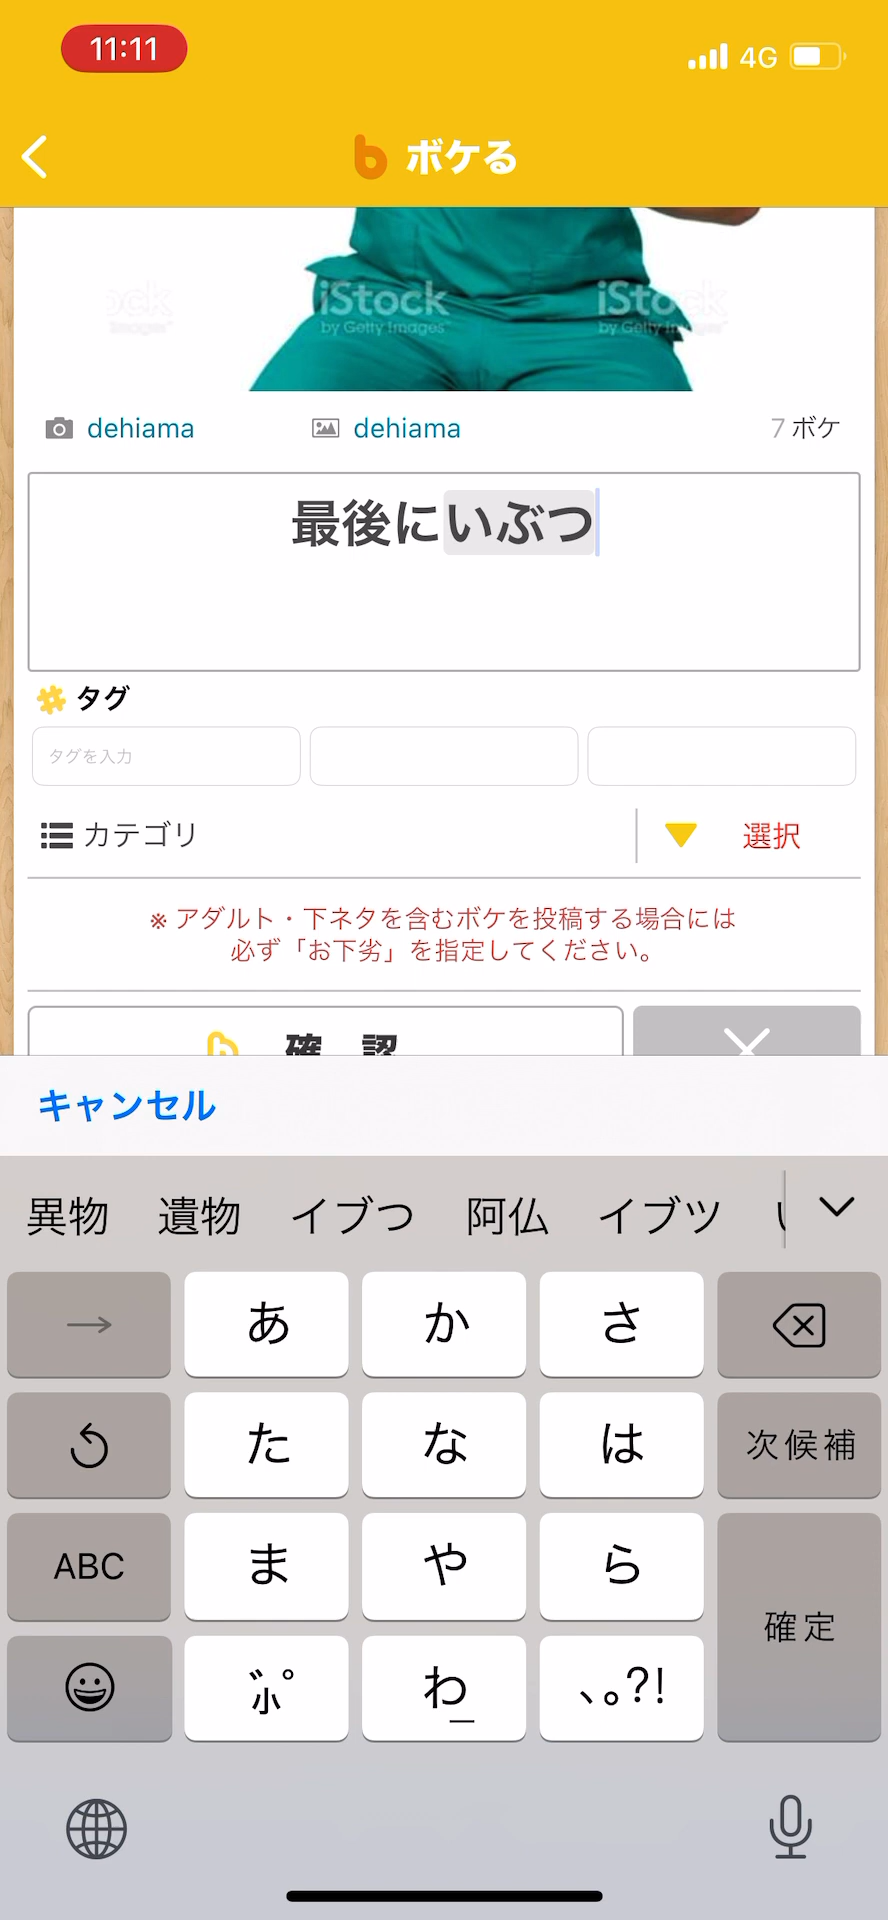 11:11
4G
ボケる
iStock
by Getty Images
iStock
by Getty Images
dehiama
dehiama
7 ボケ
最後にいぶつ
タグ
タグを入力
カテゴリ
選択
※ アダルト・下ネタを含むボケを投稿する場合には
必ず「お下劣」を指定してください。
確 認
キャンセル
異物 遺物 イブつ 阿仏 イブツ
→ あ か さ
た な は 次候補
ABC ま や ら
確定
小 わ 、。?!